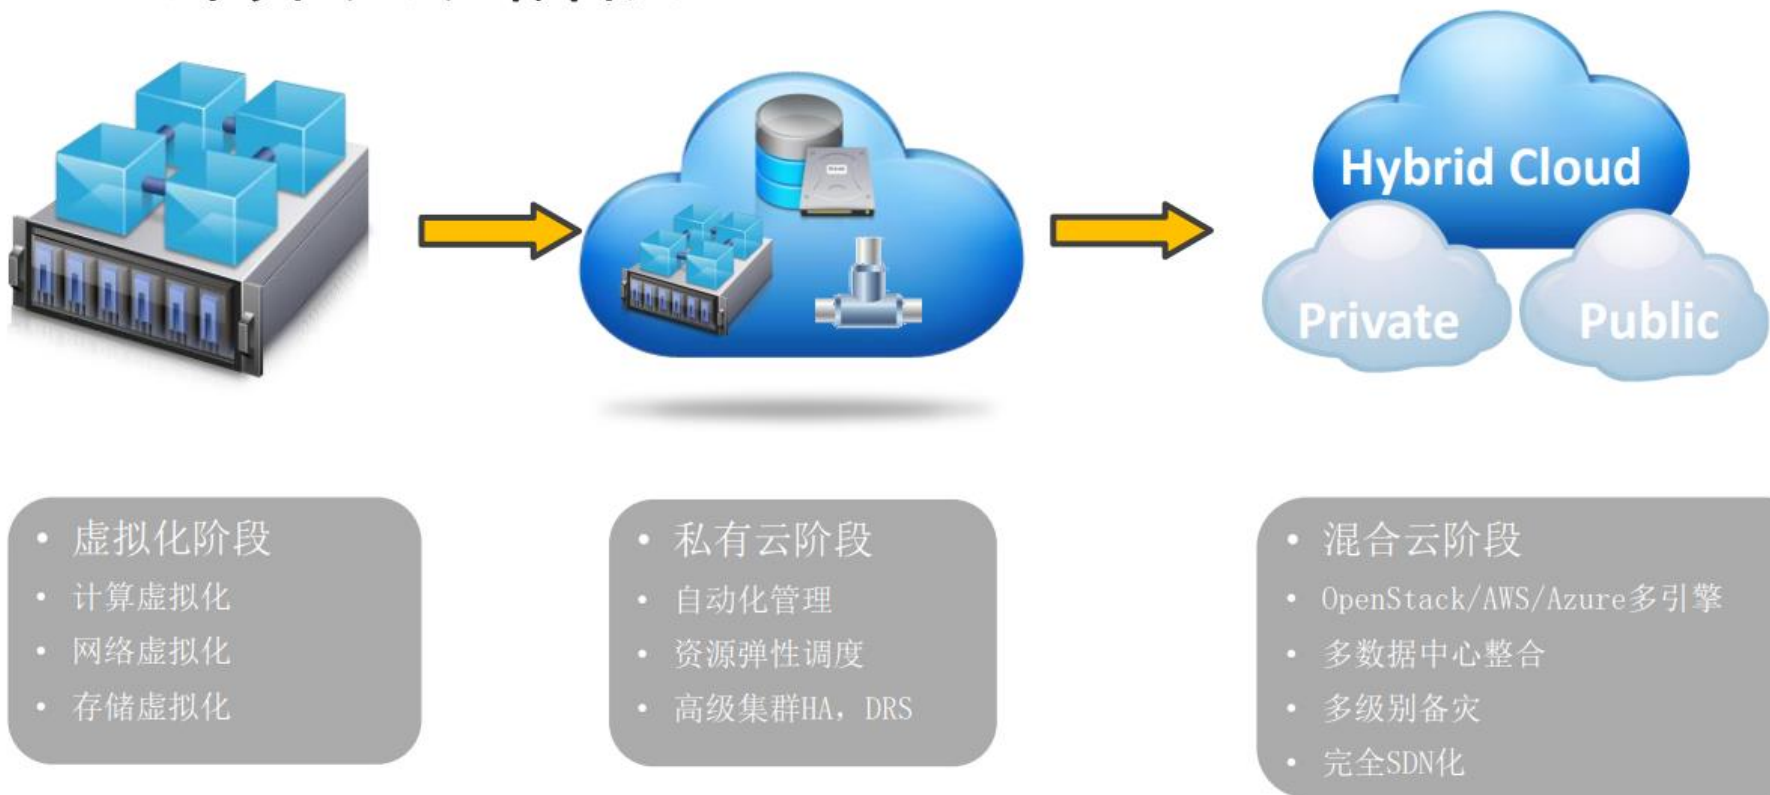 Hybrid Cloud
Private
Public
• 虚拟化阶段
• 计算虚拟化
• 网络虚拟化
• 存储虚拟化
• 私有云阶段
• 自动化管理
• 资源弹性调度
• 高级集群HA，DRS
• 混合云阶段
• OpenStack/AWS/Azure多引擎
• 多数据中心整合
• 多级别备灾
• 完全SDN化